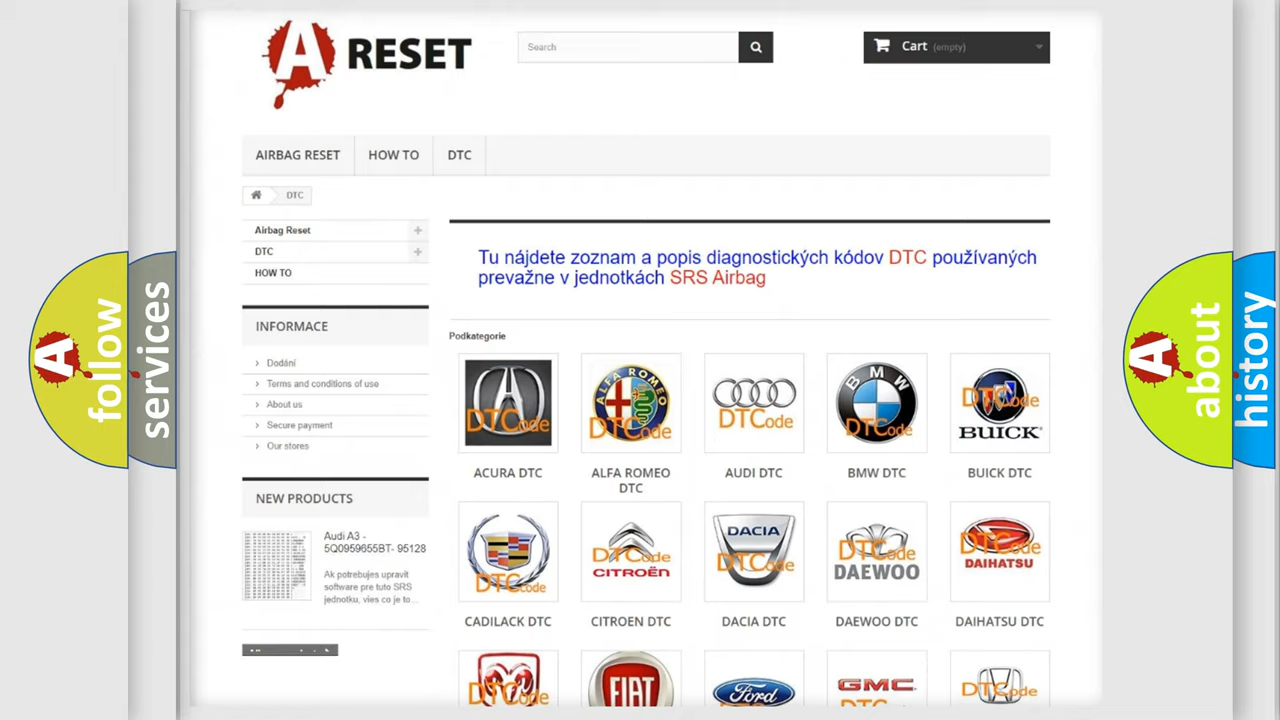 A RESET
Search
Cart (empty)
AIRBAG RESET
HOW TO
DTC
DTC
Airbag Reset
DTC
HOW TO
Tu nájdete zoznam a popis diagnostických kódov DTC používaných
prevažne v jednotkách SRS Airbag
INFORMACE
Dodání
Terms and conditions of use
About us
Secure payment
Our stores
Podkategorie
DTCode
ALFA ROMEO
DTCode
DTCode
BMW
DTCode
DTCode
BUICK
ACURA DTC
ALFA ROMEO
DTC
AUDI DTC
BMW DTC
BUICK DTC
NEW PRODUCTS
Audi A3 -
5Q0959655BT- 95128
Ak potrebujes upravit
software pre tuto SRS
jednotku, vies co je to...
DTCode
DTCode
CITROËN
DACIA
DTCode
DTCode
DAEWOO
DTCode
DAIHATSU
CADILACK DTC
CITROEN DTC
DACIA DTC
DAEWOO DTC
DAIHATSU DTC
DTCode
FIAT
Ford
GMC
DTCode
A follow
services
A about
history